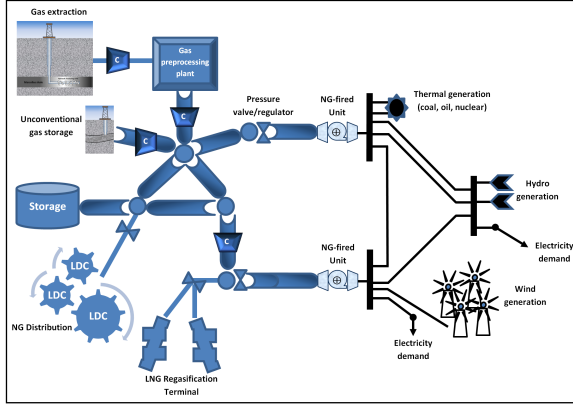 Gas extraction
C
Gas
preprocessing
plant
C
Unconventional
gas storage
C
Pressure
valve/regulator
NG-fired
Unit
Thermal generation
(coal, oil, nuclear)
Storage
Hydro
generation
C
LDC
LDC
LDC
NG Distribution
NG-fired
Unit
Electricity
demand
Wind
generation
Electricity
demand
LNG Regasification
Terminal